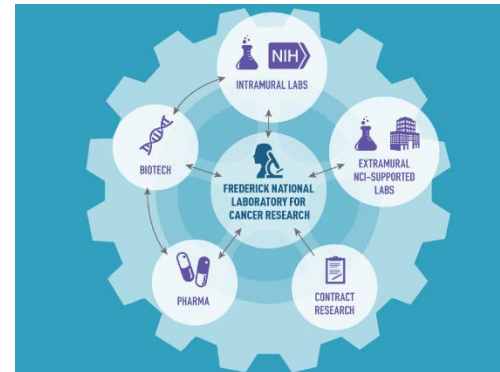 NIH
INTRAMURAL LABS
BIOTECH
EXTRAMURAL
NCI-SUPPORTED
LABS
FREDERICK NATIONAL
LABORATORY FOR
CANCER RESEARCH
PHARMA
CONTRACT
RESEARCH